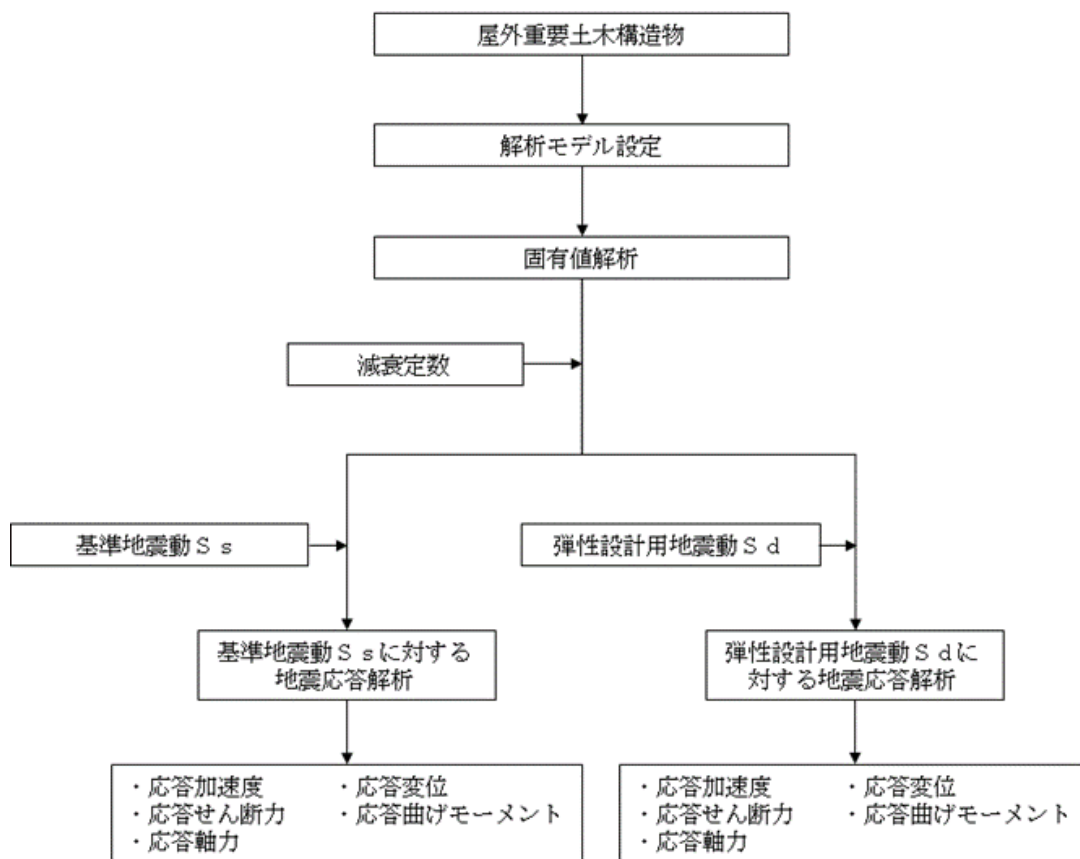 屋外重要土木構造物
解析モデル設定
固有値解析
減衰定数
基準地震動Ｓｓ
弾性設計用地震動Ｓｄ
基準地震動Ｓｓに対する
地震応答解析
弾性設計用地震動Ｓｄに
対する地震応答解析
・応答加速度 ・応答変位
・応答せん断力 ・応答曲げモーメント
・応答軸力
・応答加速度 ・応答変位
・応答せん断力 ・応答曲げモーメント
・応答軸力